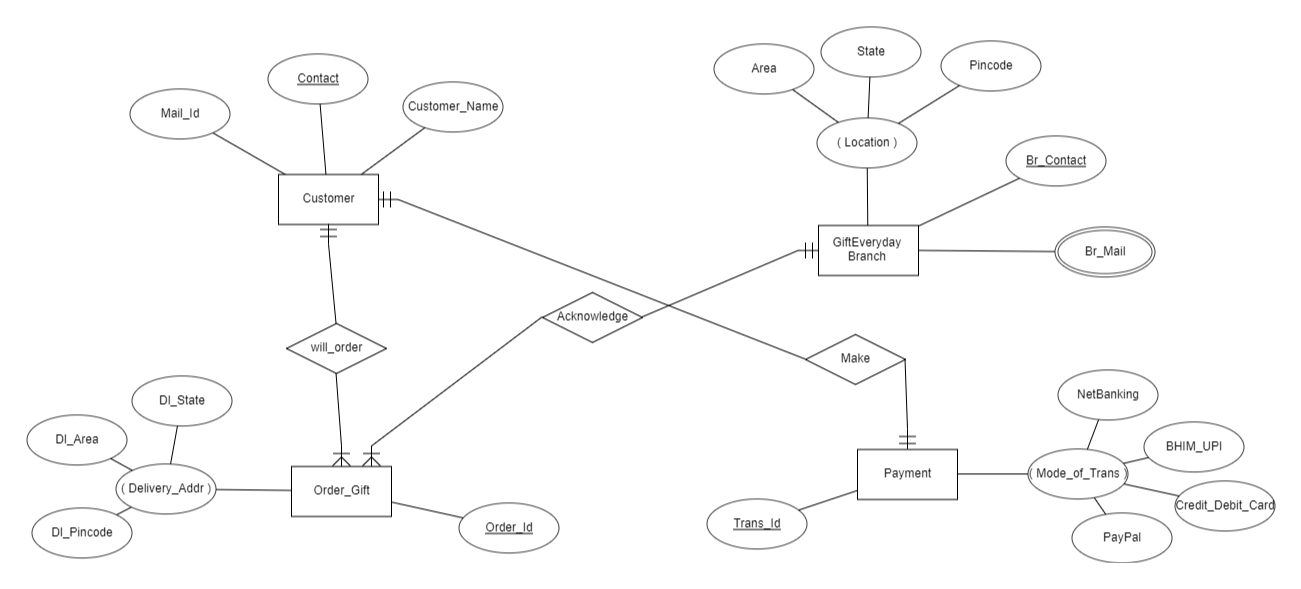 State
Area
Pincode
Contact
Customer_Name
Mail_Id
( Location )
Br_Contact
Customer
GiftEveryday
Branch
Br_Mail
Acknowledge
will_order
Make
NetBanking
Dl_State
Dl_Area
BHIM_UPI
( Delivery_Addr )
Order_Gift
Payment
( Mode_of_Trans )
Credit_Debit_Card
Dl_Pincode
Order_Id
Trans_Id
PayPal